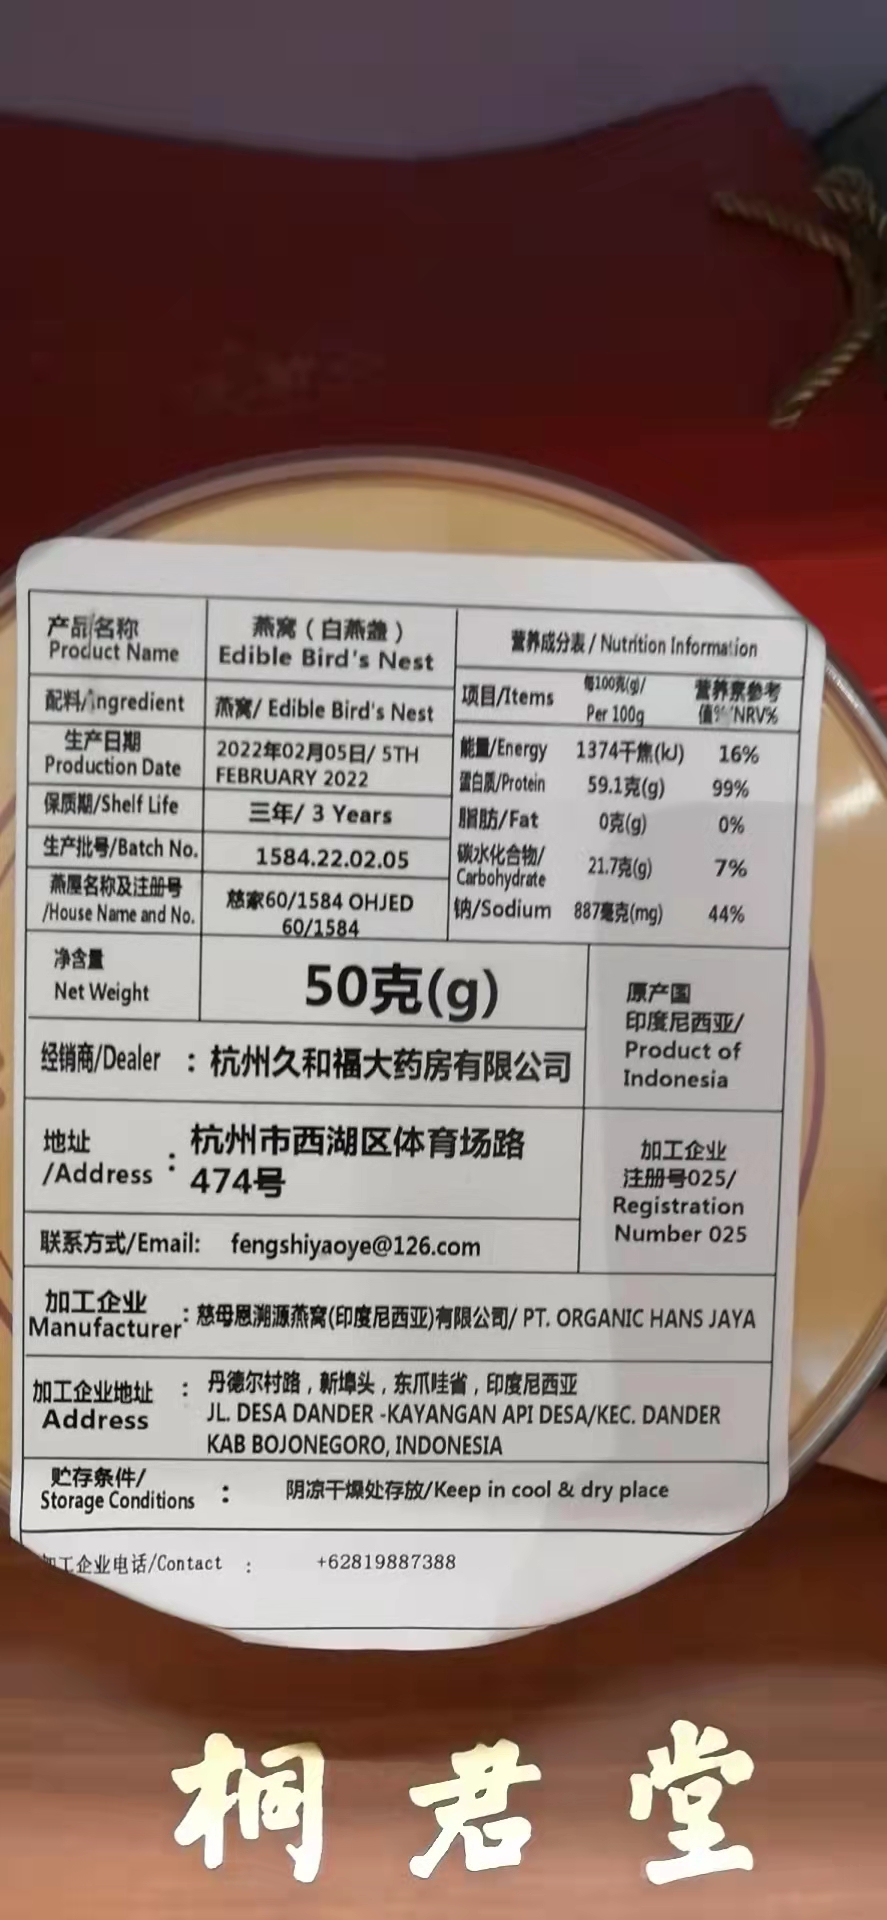 产品名称
Product Name
燕窝（白燕盏）
Edible Bird's Nest
配料/Ingredient
燕窝/ Edible Bird's Nest
生产日期
Production Date
2022年02月05日/ 5TH
FEBRUARY 2022
保质期/Shelf Life
三年/ 3 Years
生产批号/Batch No.
1584.22.02.05
燕屋名称及注册号
/House Name and No.
慈家60/1584 OHJED
60/1584
营养成分表/ Nutrition Information
项目/Items
每100克(g)/
Per 100g
营养素参考
值%/NRV%
能量/Energy 1374千焦(kJ) 16%
蛋白质/Protein 59.1克(g) 99%
脂肪/Fat 0克(g) 0%
碳水化合物/
Carbohydrate 21.7克(g) 7%
钠/Sodium 887毫克(mg) 44%
净含量
Net Weight
50克(g)
原产国
印度尼西亚/
Product of
Indonesia
经销商/Dealer ：杭州久和福大药房有限公司
地址
/Address ：
杭州市西湖区体育场路
474号
加工企业
注册号025/
Registration
Number 025
联系方式/Email: fengshiyaoye@126.com
加工企业
Manufacturer :
慈母恩溯源燕窝(印度尼西亚)有限公司/ PT. ORGANIC HANS JAYA
加工企业地址
Address :
丹德尔村路，新埠头，东爪哇省，印度尼西亚
JL. DESA DANDER -KAYANGAN API DESA/KEC. DANDER
KAB BOJONEGORO, INDONESIA
贮存条件/
Storage Conditions :
阴凉干燥处存放/Keep in cool & dry place
加工企业电话/Contact : +62819887388
桐君堂